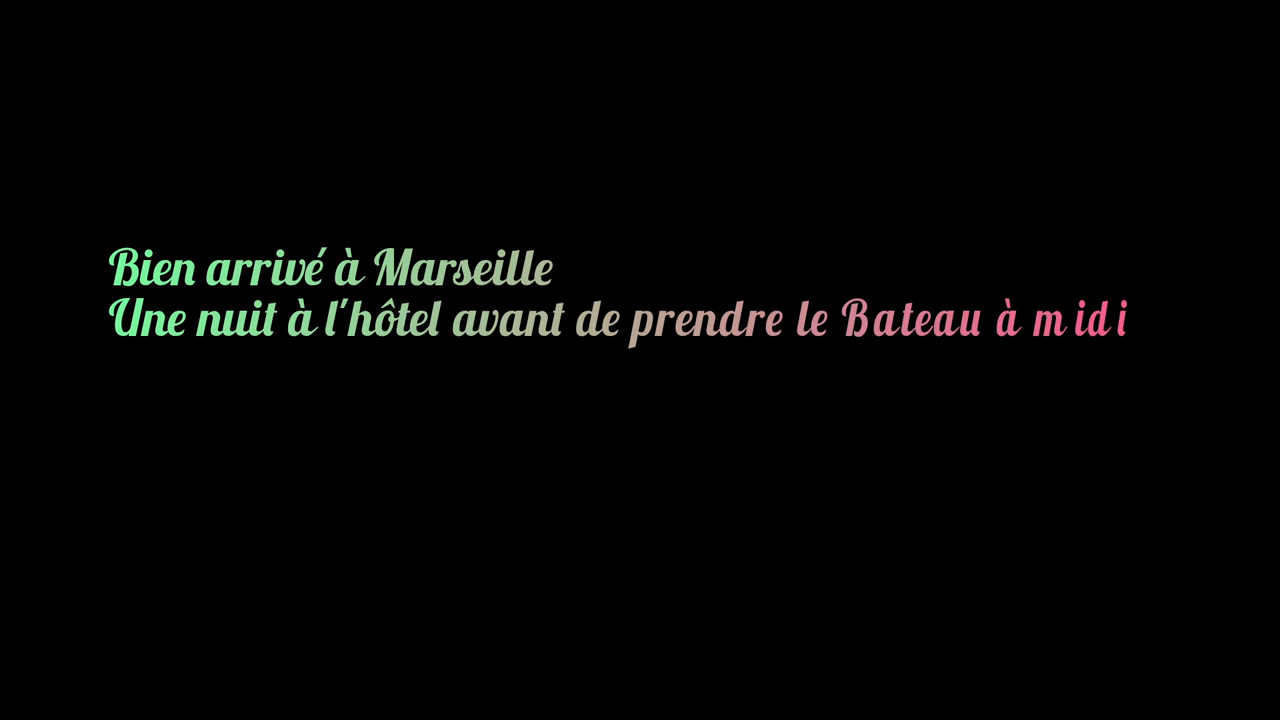 Bien arrivé à Marseille
Une nuit à l'hôtel avant de prendre le Bateau à midi